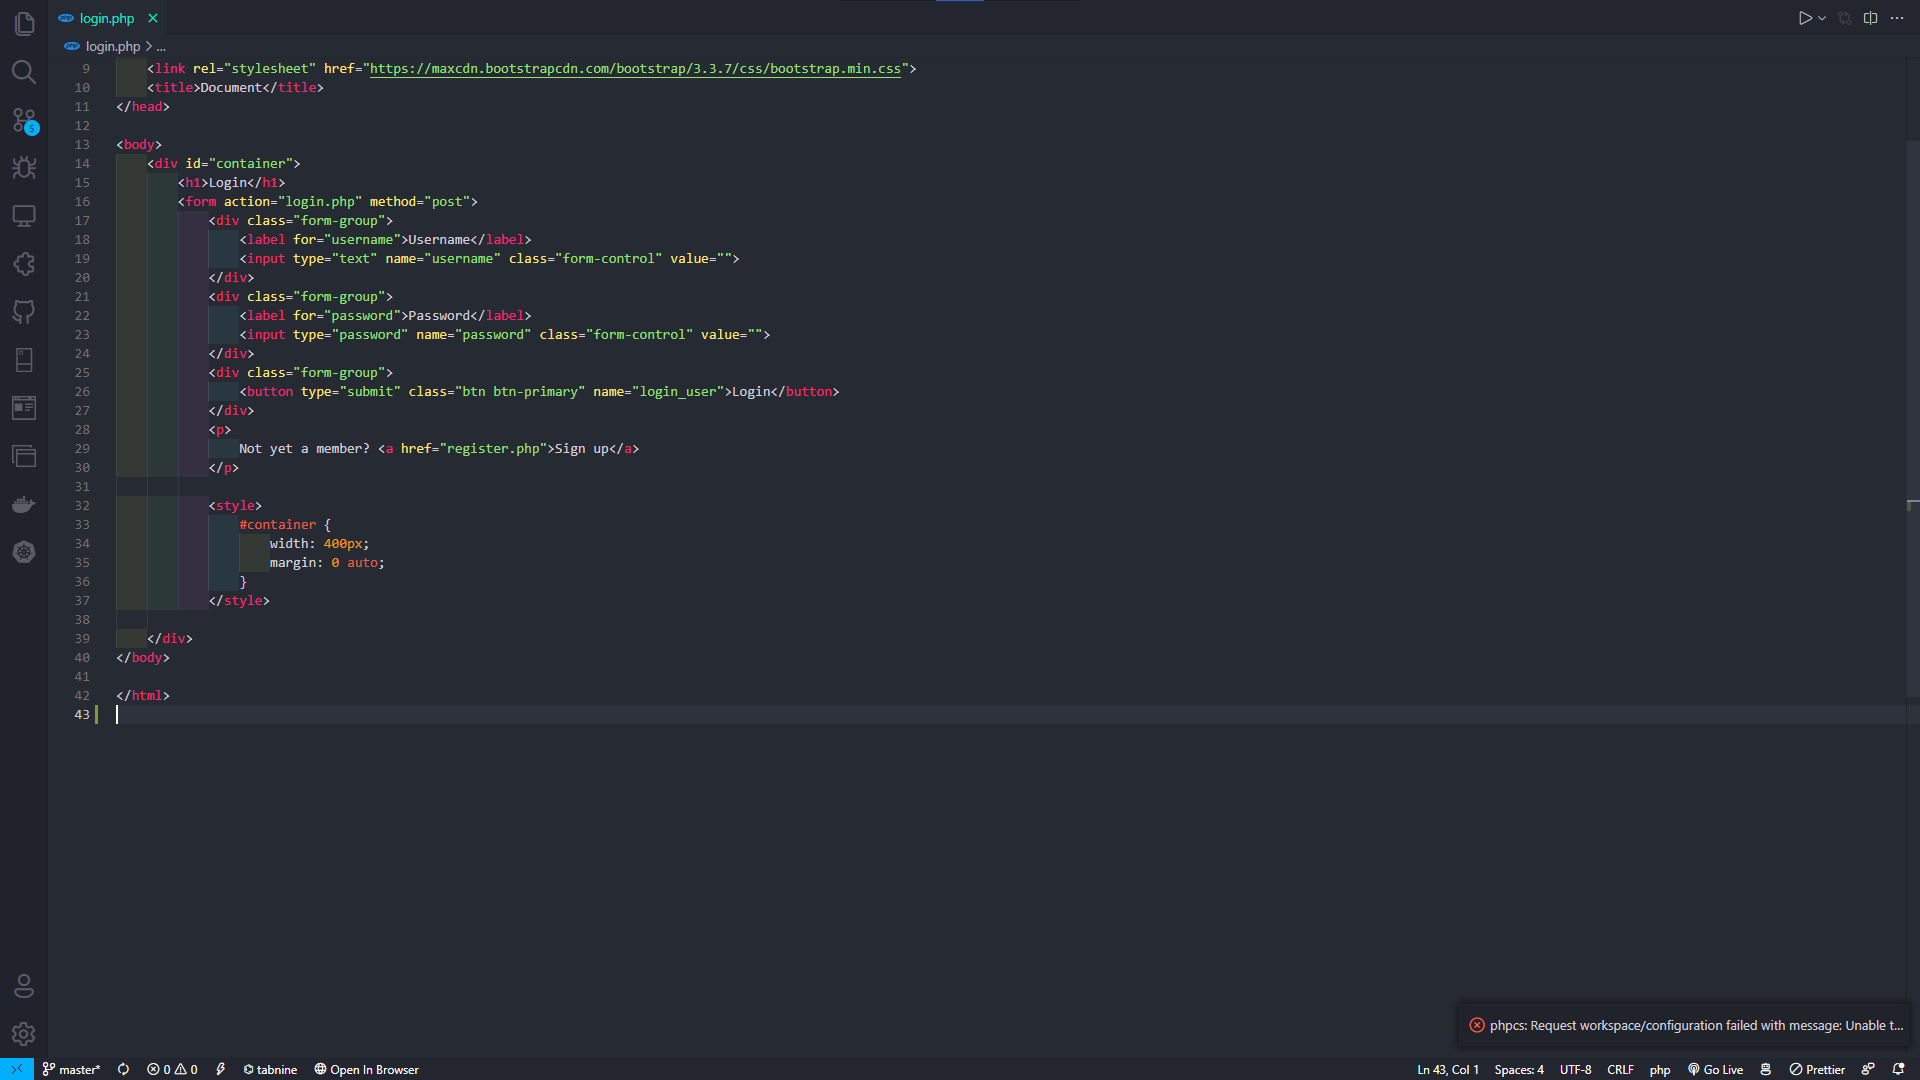 login.php
login.php > ...
9 <link rel="stylesheet" href="https://maxcdn.bootstrapcdn.com/bootstrap/3.3.7/css/bootstrap.min.css">
10 <title>Document</title>
11 </head>
12
13 <body>
14 <div id="container">
15 <h1>Login</h1>
16 <form action="login.php" method="post">
17 <div class="form-group">
18 <label for="username">Username</label>
19 <input type="text" name="username" class="form-control" value="">
20 </div>
21 <div class="form-group">
22 <label for="password">Password</label>
23 <input type="password" name="password" class="form-control" value="">
24 </div>
25 <div class="form-group">
26 <button type="submit" class="btn btn-primary" name="login_user">Login</button>
27 </div>
28 <p>
29 Not yet a member? <a href="register.php">Sign up</a>
30 </p>
31
32 <style>
33 #container {
34 width: 400px;
35 margin: 0 auto;
36 }
37 </style>
38
39 </div>
40 </body>
41
42 </html>
43
5
phpcs: Request workspace/configuration failed with message: Unable t...
master* 0 0 tabnine Open In Browser Ln 43, Col 1 Spaces: 4 UTF-8 CRLF php Go Live Prettier